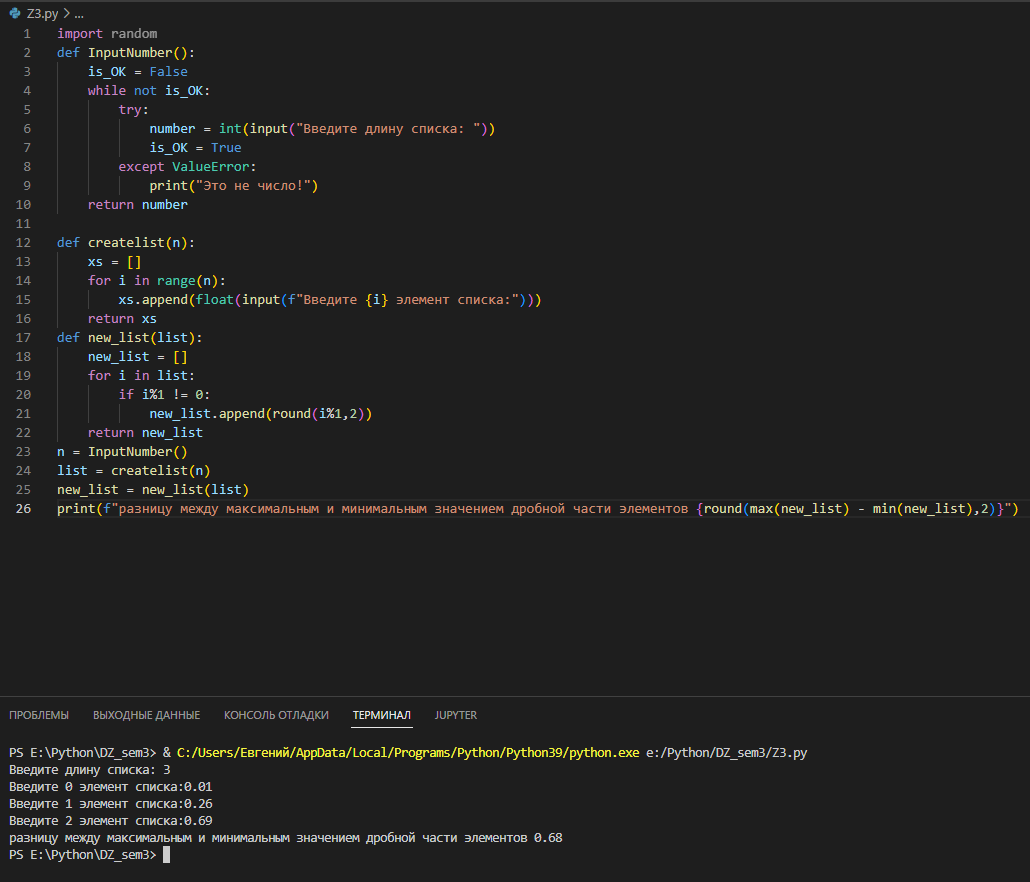 Z3.py > ...
1 import random
2 def InputNumber():
3     is_OK = False
4     while not is_OK:
5         try:
6             number = int(input("Введите длину списка: "))
7             is_OK = True
8         except ValueError:
9             print("Это не число!")
10     return number
11
12 def createlist(n):
13     xs = []
14     for i in range(n):
15         xs.append(float(input(f"Введите {i} элемент списка:")))
16     return xs
17 def new_list(list):
18     new_list = []
19     for i in list:
20         if i%1 != 0:
21             new_list.append(round(i%1,2))
22     return new_list
23 n = InputNumber()
24 list = createlist(n)
25 new_list = new_list(list)
26 print(f"разницу между максимальным и минимальным значением дробной части элементов {round(max(new_list) - min(new_list),2)}")
ПРОБЛЕМЫ ВЫХОДНЫЕ ДАННЫЕ КОНСОЛЬ ОТЛАДКИ ТЕРМИНАЛ JUPYTER
PS E:\Python\DZ_sem3> & C:/Users/Евгений/AppData/Local/Programs/Python/Python39/python.exe e:/Python/DZ_sem3/Z3.py
Введите длину списка: 3
Введите 0 элемент списка:0.01
Введите 1 элемент списка:0.26
Введите 2 элемент списка:0.69
разницу между максимальным и минимальным значением дробной части элементов 0.68
PS E:\Python\DZ_sem3>